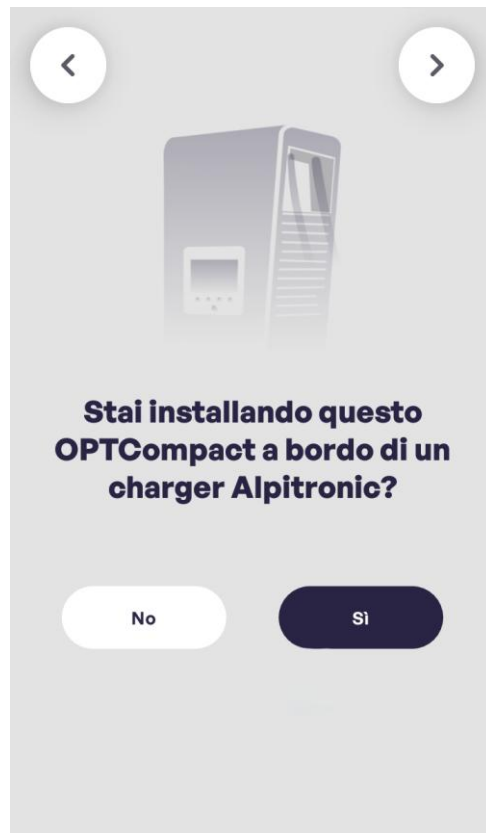 Stai installando questo
OPTCompact a bordo di un
charger Alpitronic?
No
Sì